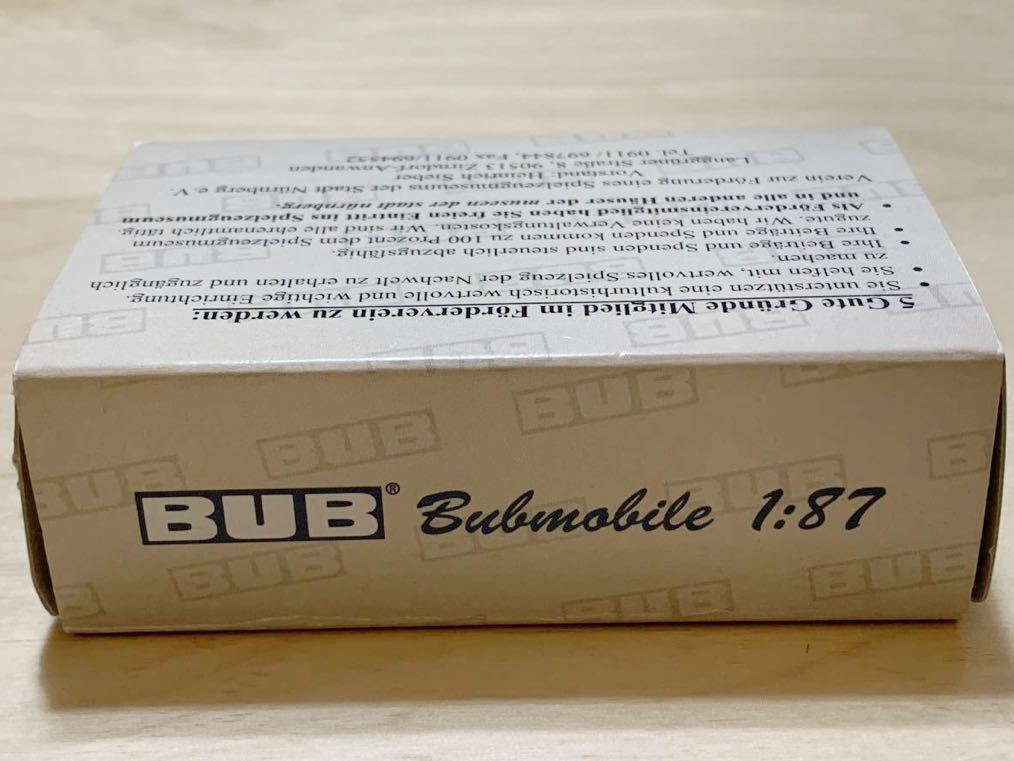 5 Gute Gründe Mitglied im Förderverein zu werden:
• Sie unterstützen eine kulturhistorisch wertvolle und wichtige Einrichtung.
• Sie helfen mit, wertvolles Spielzeug der Nachwelt zu erhalten und zugänglich
zu machen.
• Ihre Beiträge und Spenden sind steuerlich abzugsfähig.
• Ihre Beiträge und Spenden kommen zu 100 Prozent dem Spielzeugmuseum
zugute. Wir haben keine Verwaltungskosten. Wir sind alle ehrenamtlich tätig.
• Als Fördervereinsmitglied haben Sie freien Eintritt ins Spielzeugmuseum
und in alle anderen Häuser der museen der stadt nürnberg.
Verein zur Förderung eines Spielzeugmuseums der Stadt Nürnberg e.V.
Vorstand: Heinrich Sieber
Langgrüner Straße 8, 90513 Zirndorf-Anwanden
Tel. 0911/ 697844, Fax 0911/694552
BUB® Bubmobile 1:87